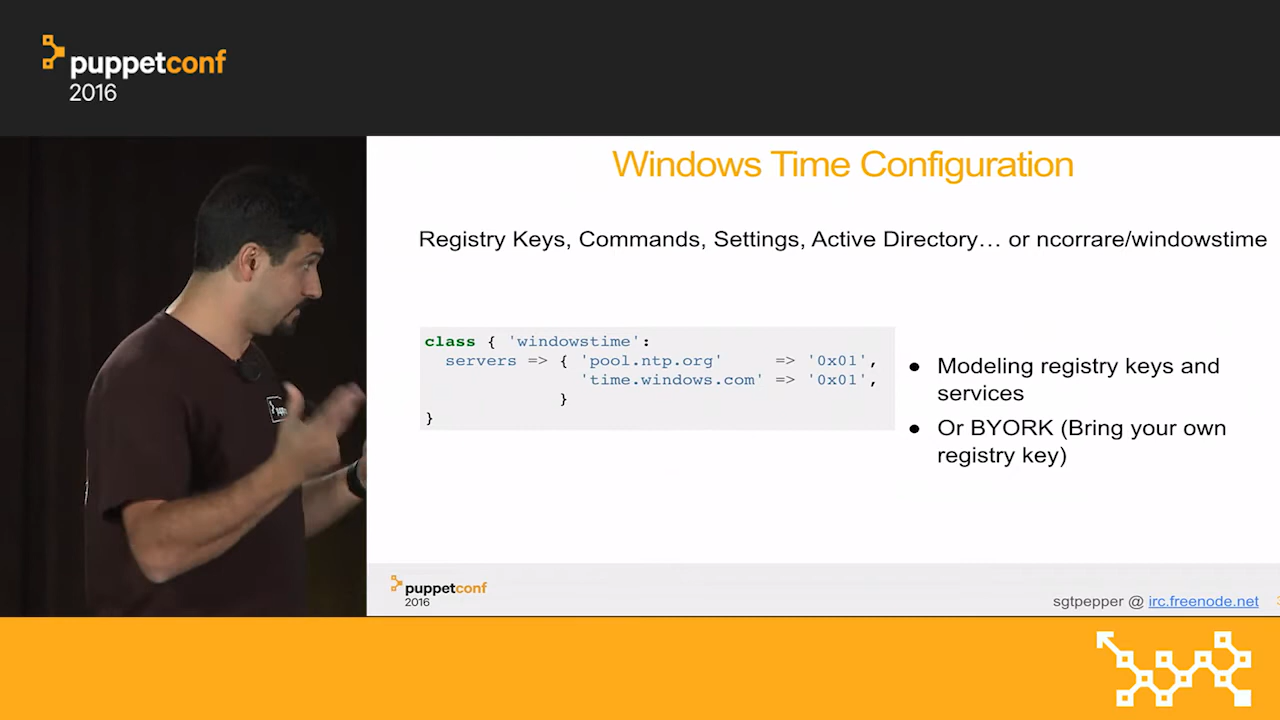 puppetconf
2016
Windows Time Configuration
Registry Keys, Commands, Settings, Active Directory… or ncorrare/windowstime
class { 'windowstime':
servers => { 'pool.ntp.org' => '0x01',
'time.windows.com' => '0x01',
}
}
● Modeling registry keys and
services
● Or BYORK (Bring your own
registry key)
puppetconf
2016
sgtpepper @ irc.freenode.net